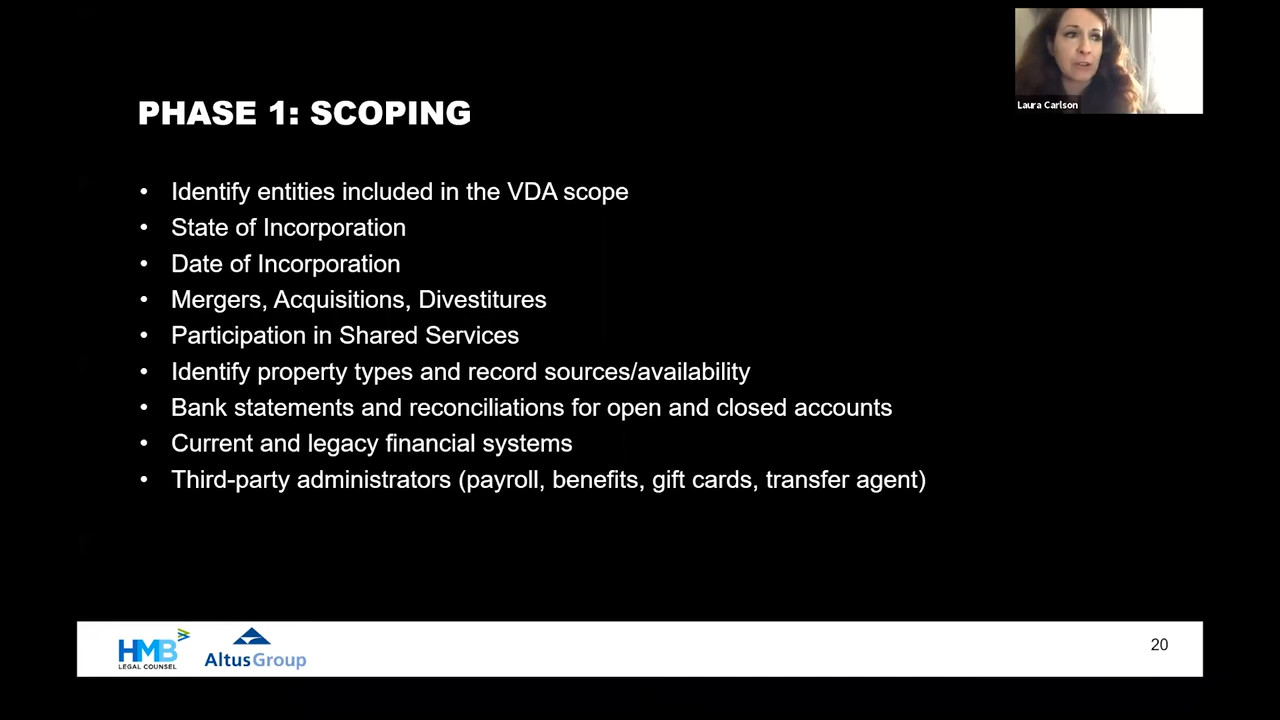 Laura Carlson
PHASE 1: SCOPING
• Identify entities included in the VDA scope
• State of Incorporation
• Date of Incorporation
• Mergers, Acquisitions, Divestitures
• Participation in Shared Services
• Identify property types and record sources/availability
• Bank statements and reconciliations for open and closed accounts
• Current and legacy financial systems
• Third-party administrators (payroll, benefits, gift cards, transfer agent)
HMB
LEGAL COUNSEL
AltusGroup
20